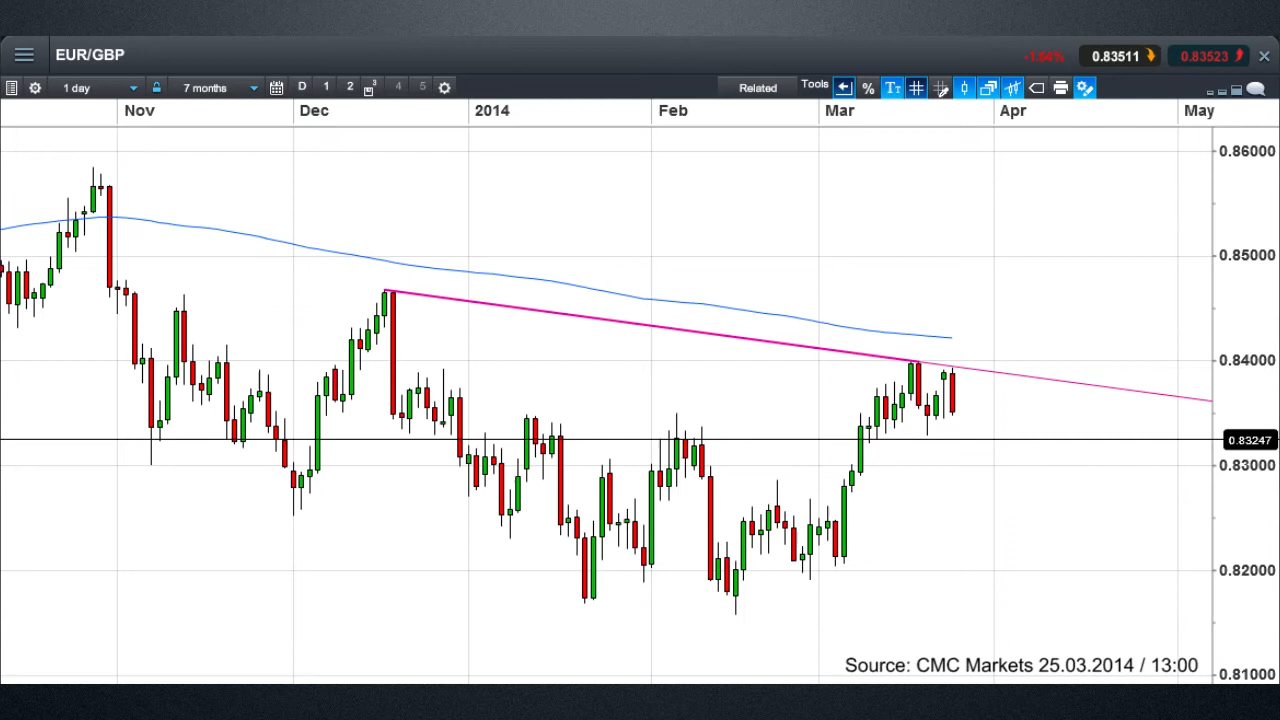 EUR/GBP
-1.64% 0.83511 0.83523
1 day 7 months D 1 2 3 4 5 Related Tools % TT
Nov Dec 2014 Feb Mar Apr May
0.86000
0.85000
0.84000
0.83247
0.83000
0.82000
Source: CMC Markets 25.03.2014 / 13:00
0.81000